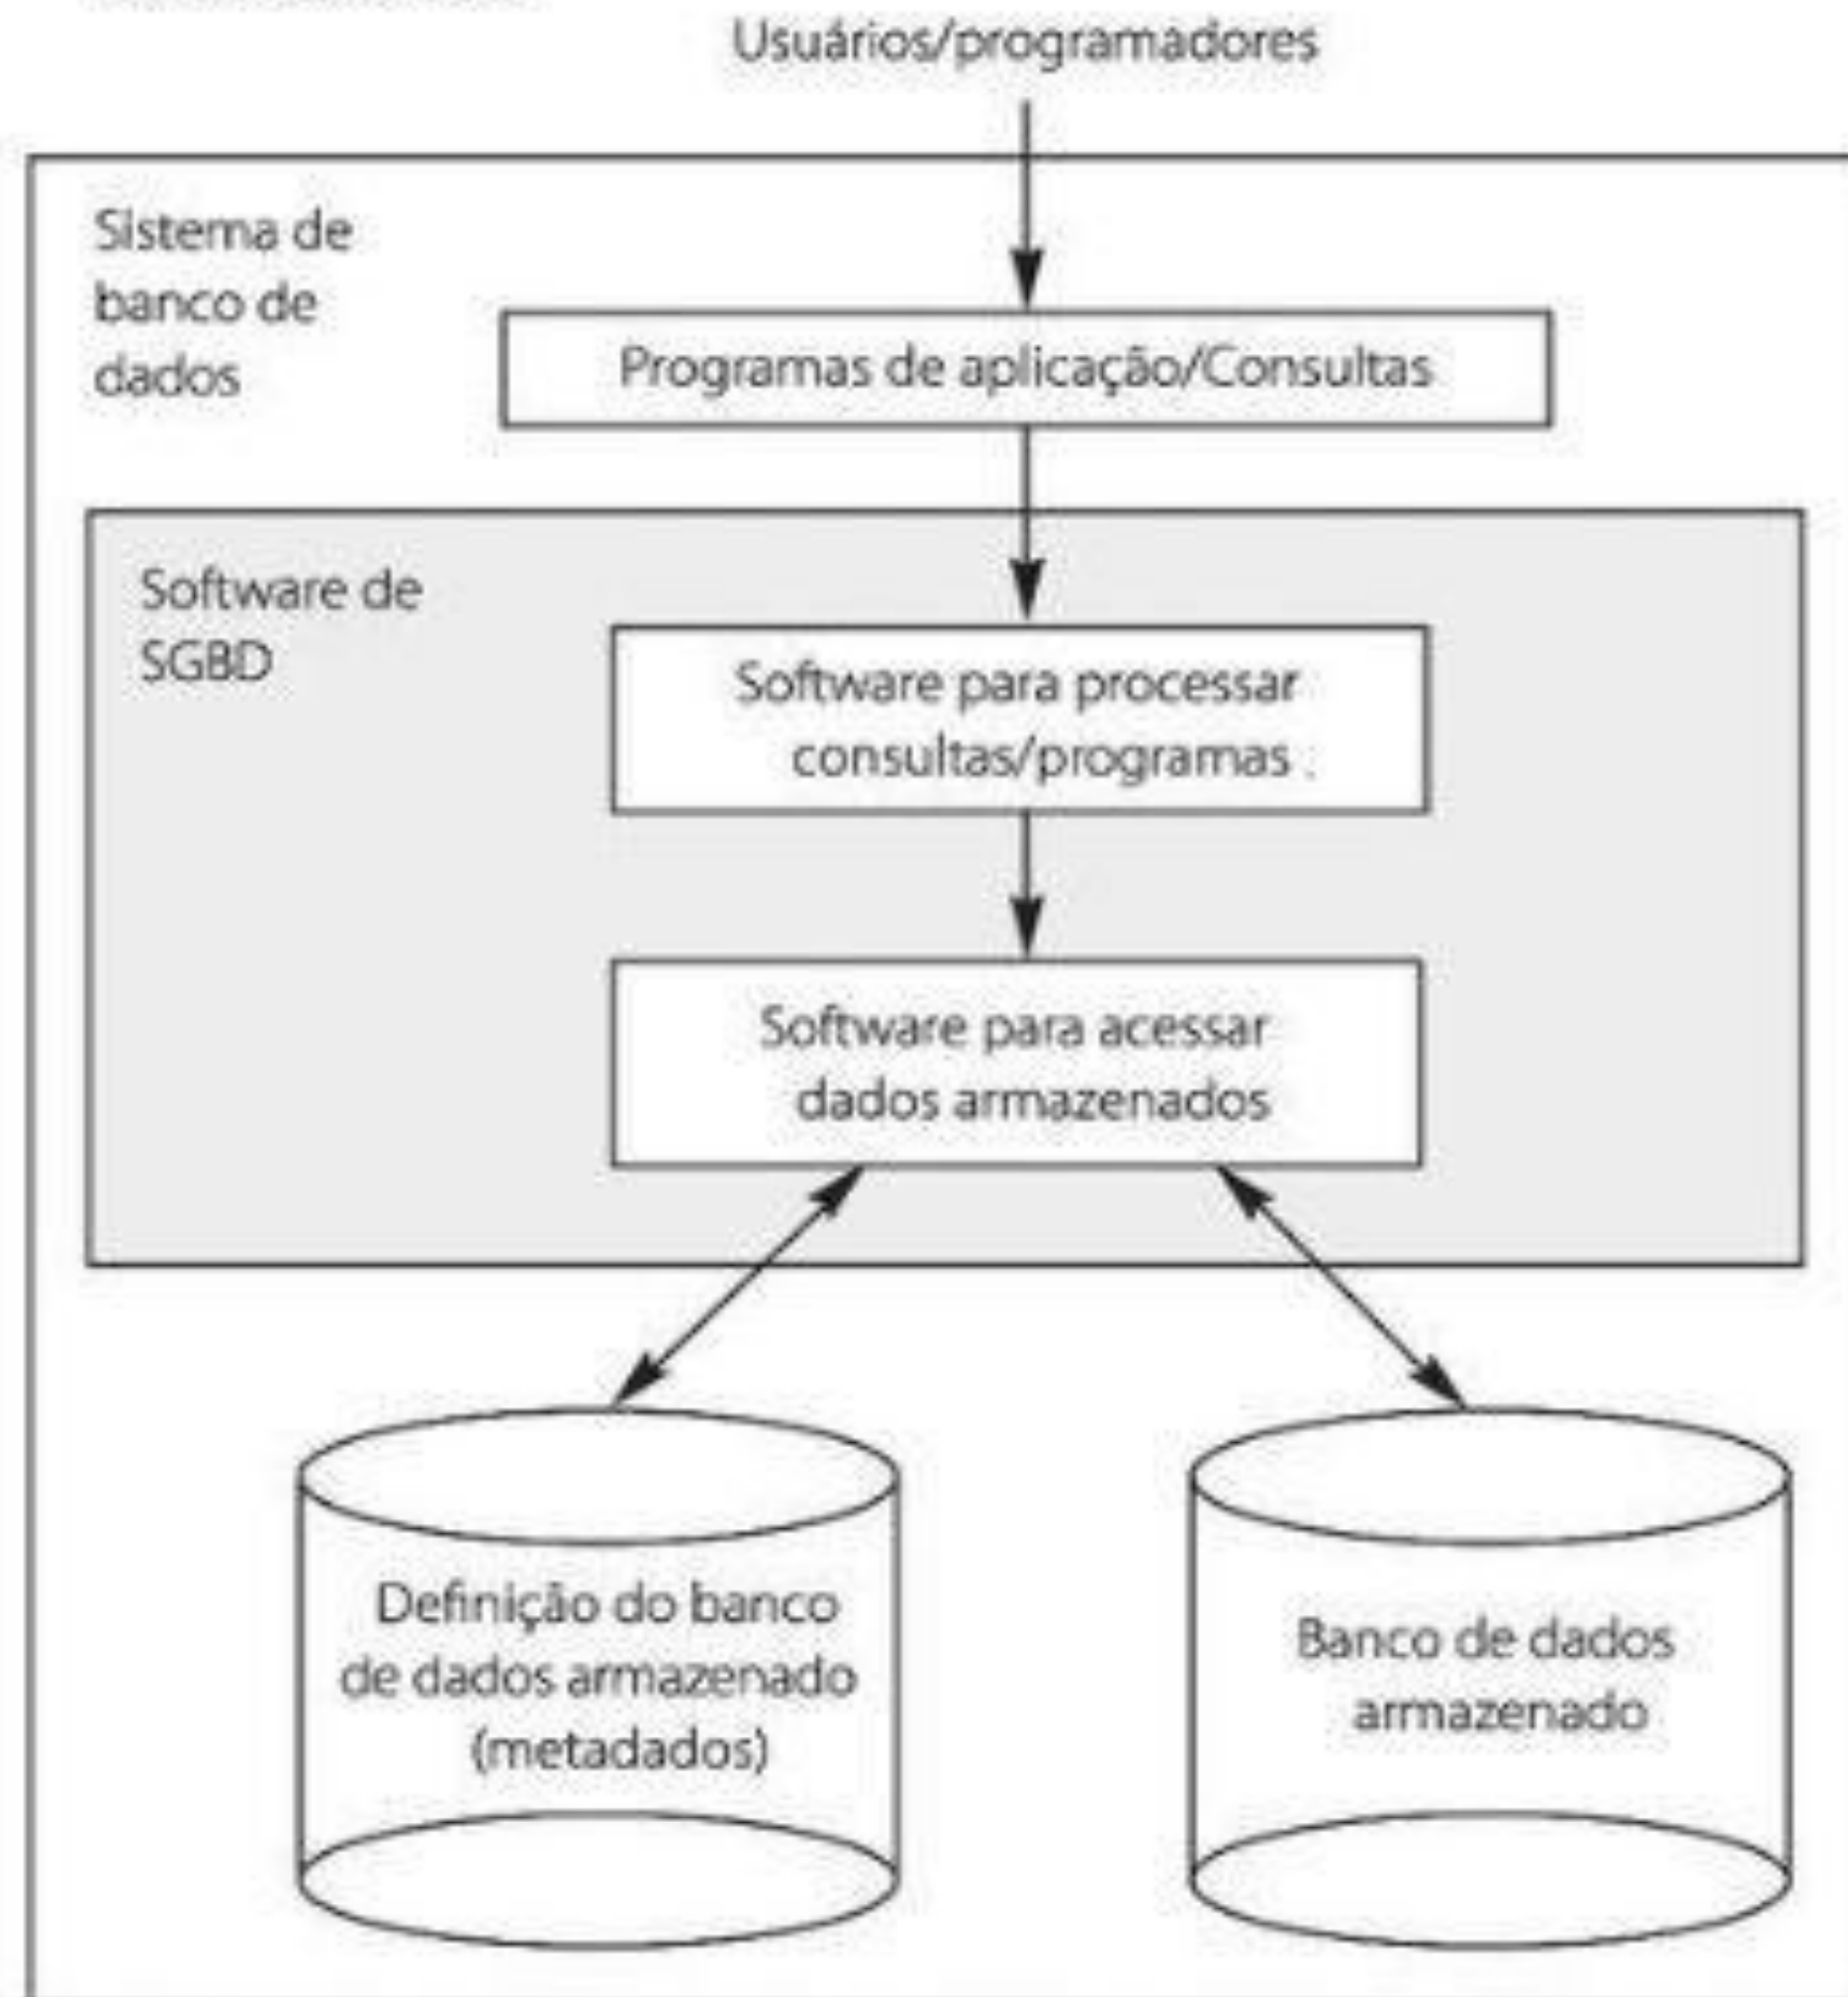 Usuários/programadores
Sistema de
banco de
dados
Programas de aplicação/Consultas
Software de
SGBD
Software para processar
consultas/programas
Software para acessar
dados armazenados
Definição do banco
de dados armazenado
(metadados)
Banco de dados
armazenado